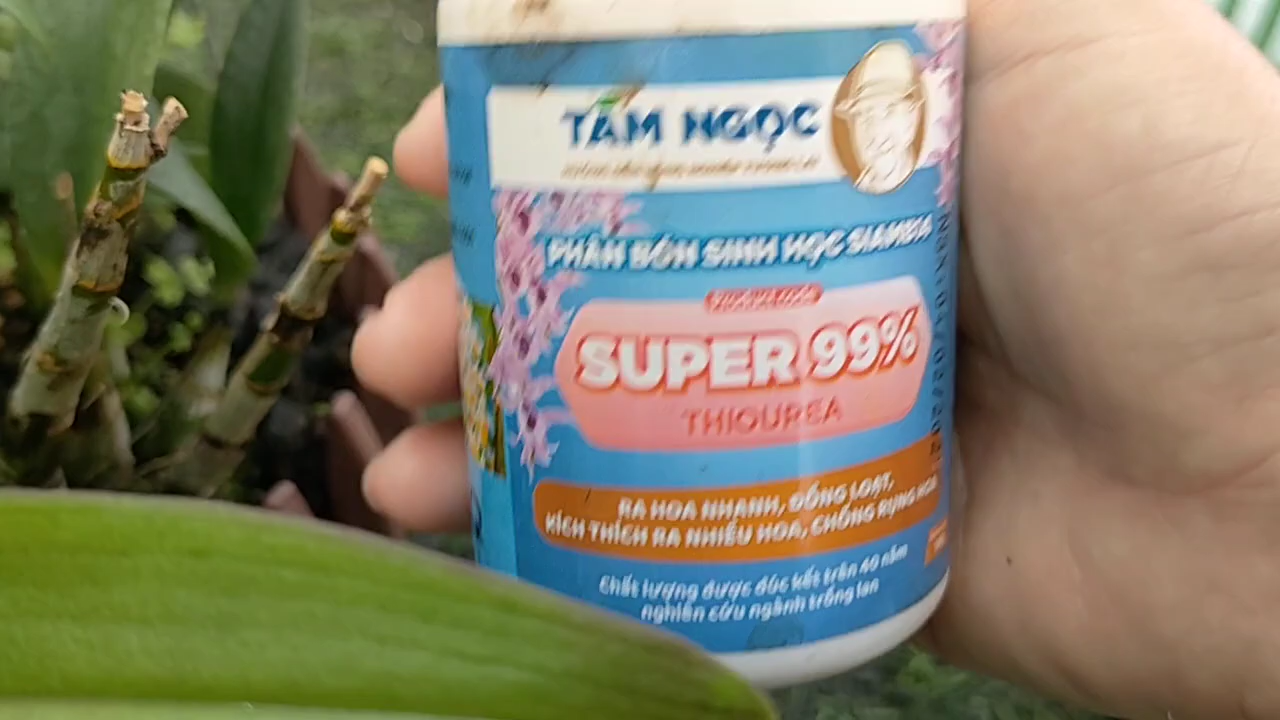 TÂM NGỌC
PHÂN BÓN SINH HỌC
SUPER 99%
THIOUREA
RA HOA NHANH, ĐỒNG LOẠT,
KÍCH THÍCH RA NHIỀU HOA, CHỐNG RỤNG HOA
Chất lượng được đúc kết trên 40 năm
nghiên cứu ngành trồng lan